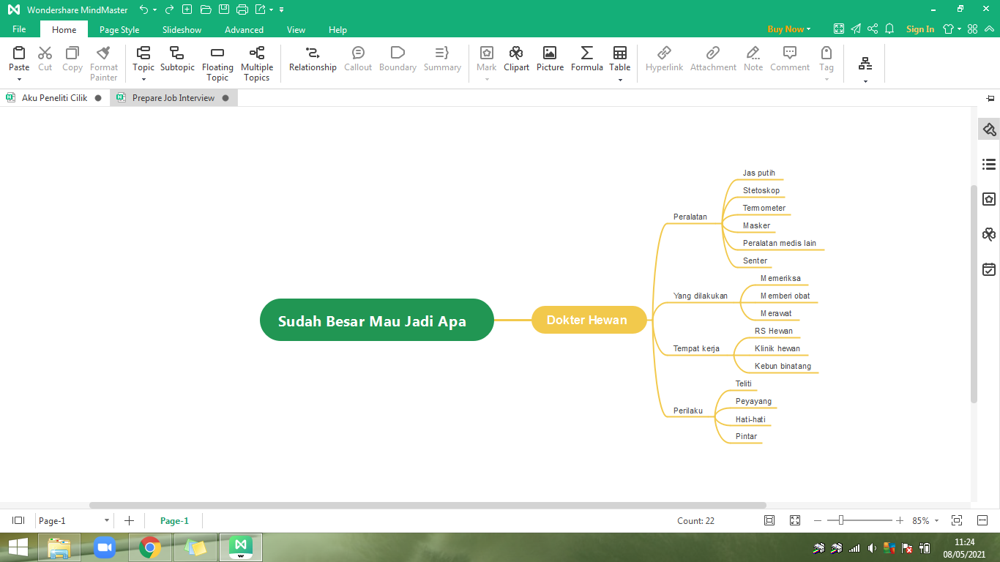 Wondershare MindMaster
File Home Page Style Slideshow Advanced View Help Buy Now Sign In
Paste Cut Copy Format Painter Topic Subtopic Floating Topic Multiple Topics Relationship Callout Boundary Summary Mark Clipart Picture Formula Table Hyperlink Attachment Note Comment Tag
Aku Peneliti Cilik Prepare Job Interview
Sudah Besar Mau Jadi Apa
Dokter Hewan
Peralatan
Jas putih
Stetoskop
Termometer
Masker
Peralatan medis lain
Senter
Yang dilakukan
Memeriksa
Memberi obat
Merawat
Tempat kerja
RS Hewan
Klinik hewan
Kebun binatang
Perilaku
Teliti
Peyayang
Hati-hati
Pintar
Page-1 Page-1 Count: 22 85%
11:24
08/05/2021